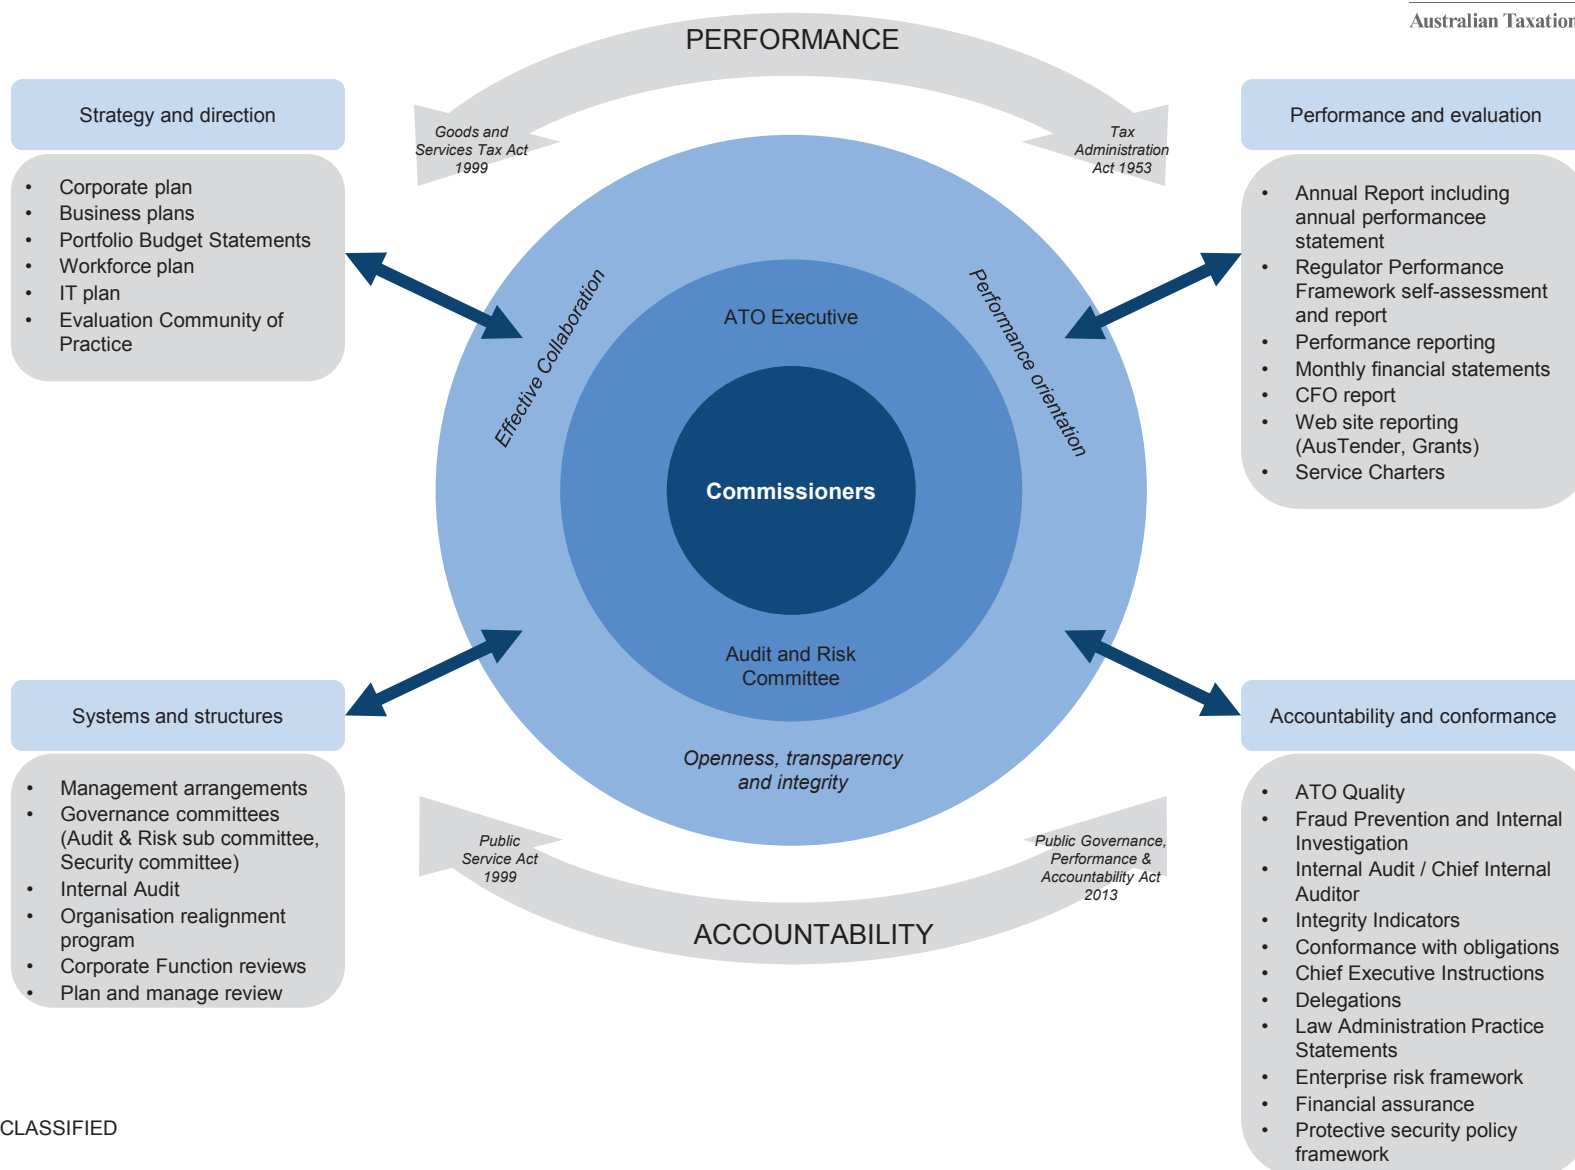 Australian Taxation
PERFORMANCE
Goods and
Services Tax Act
1999
Tax
Administration
Act 1953
Strategy and direction
• Corporate plan
• Business plans
• Portfolio Budget Statements
• Workforce plan
• IT plan
• Evaluation Community of
Practice
Performance and evaluation
• Annual Report including
annual performancee
statement
• Regulator Performance
Framework self-assessment
and report
• Performance reporting
• Monthly financial statements
• CFO report
• Web site reporting
(AusTender, Grants)
• Service Charters
Effective Collaboration
ATO Executive
Performance orientation
Commissioners
Audit and Risk
Committee
Openness, transparency
and integrity
Systems and structures
• Management arrangements
• Governance committees
(Audit & Risk sub committee,
Security committee)
• Internal Audit
• Organisation realignment
program
• Corporate Function reviews
• Plan and manage review
Public
Service Act
1999
Public Governance,
Performance &
Accountability Act
2013
ACCOUNTABILITY
Accountability and conformance
• ATO Quality
• Fraud Prevention and Internal
Investigation
• Internal Audit / Chief Internal
Auditor
• Integrity Indicators
• Conformance with obligations
• Chief Executive Instructions
• Delegations
• Law Administration Practice
Statements
• Enterprise risk framework
• Financial assurance
• Protective security policy
framework
CLASSIFIED